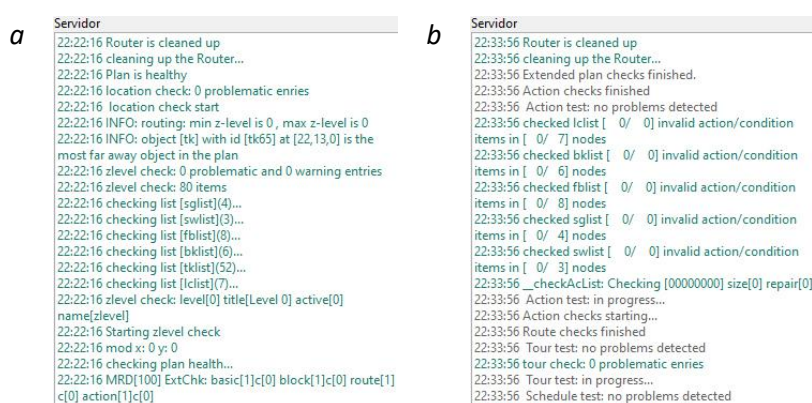 a
Servidor
22:22:16 Router is cleaned up
22:22:16 cleaning up the Router...
22:22:16 Plan is healthy
22:22:16 location check: 0 problematic enries
22:22:16  location check start
22:22:16 INFO: routing: min z-level is 0 , max z-level is 0
22:22:16 INFO: object [tk] with id [tk65] at [22,13,0] is the
most far away object in the plan
22:22:16 zlevel check: 0 problematic and 0 warning entries
22:22:16 zlevel check: 80 items
22:22:16 checking list [sglist](4)...
22:22:16 checking list [swlist](3)...
22:22:16 checking list [fblist](8)...
22:22:16 checking list [bklist](6)...
22:22:16 checking list [tklist](52)...
22:22:16 checking list [lclist](7)...
22:22:16 zlevel check: level[0] title[Level 0] active[0]
name[zlevel]
22:22:16 Starting zlevel check
22:22:16 mod x: 0 y: 0
22:22:16 checking plan health...
22:22:16 MRD[100] ExtChk: basic[1]c[0] block[1]c[0] route[1]
c[0] action[1]c[0]
b
Servidor
22:33:56 Router is cleaned up
22:33:56 cleaning up the Router...
22:33:56 Extended plan checks finished.
22:33:56 Action checks finished
22:33:56  Action test: no problems detected
22:33:56 checked lclist [   0/   0] invalid action/condition
items in [   0/   7] nodes
22:33:56 checked bklist [   0/   0] invalid action/condition
items in [   0/   6] nodes
22:33:56 checked fblist [   0/   0] invalid action/condition
items in [   0/   8] nodes
22:33:56 checked sglist [   0/   0] invalid action/condition
items in [   0/   4] nodes
22:33:56 checked swlist [   0/   0] invalid action/condition
items in [   0/   3] nodes
22:33:56 __checkAcList: Checking [00000000] size[0] repair[0]
22:33:56  Action test: in progress...
22:33:56 Action checks starting...
22:33:56 Route checks finished
22:33:56  Tour test: no problems detected
22:33:56 tour check: 0 problematic enries
22:33:56  Tour test: in progress...
22:33:56  Schedule test: no problems detected